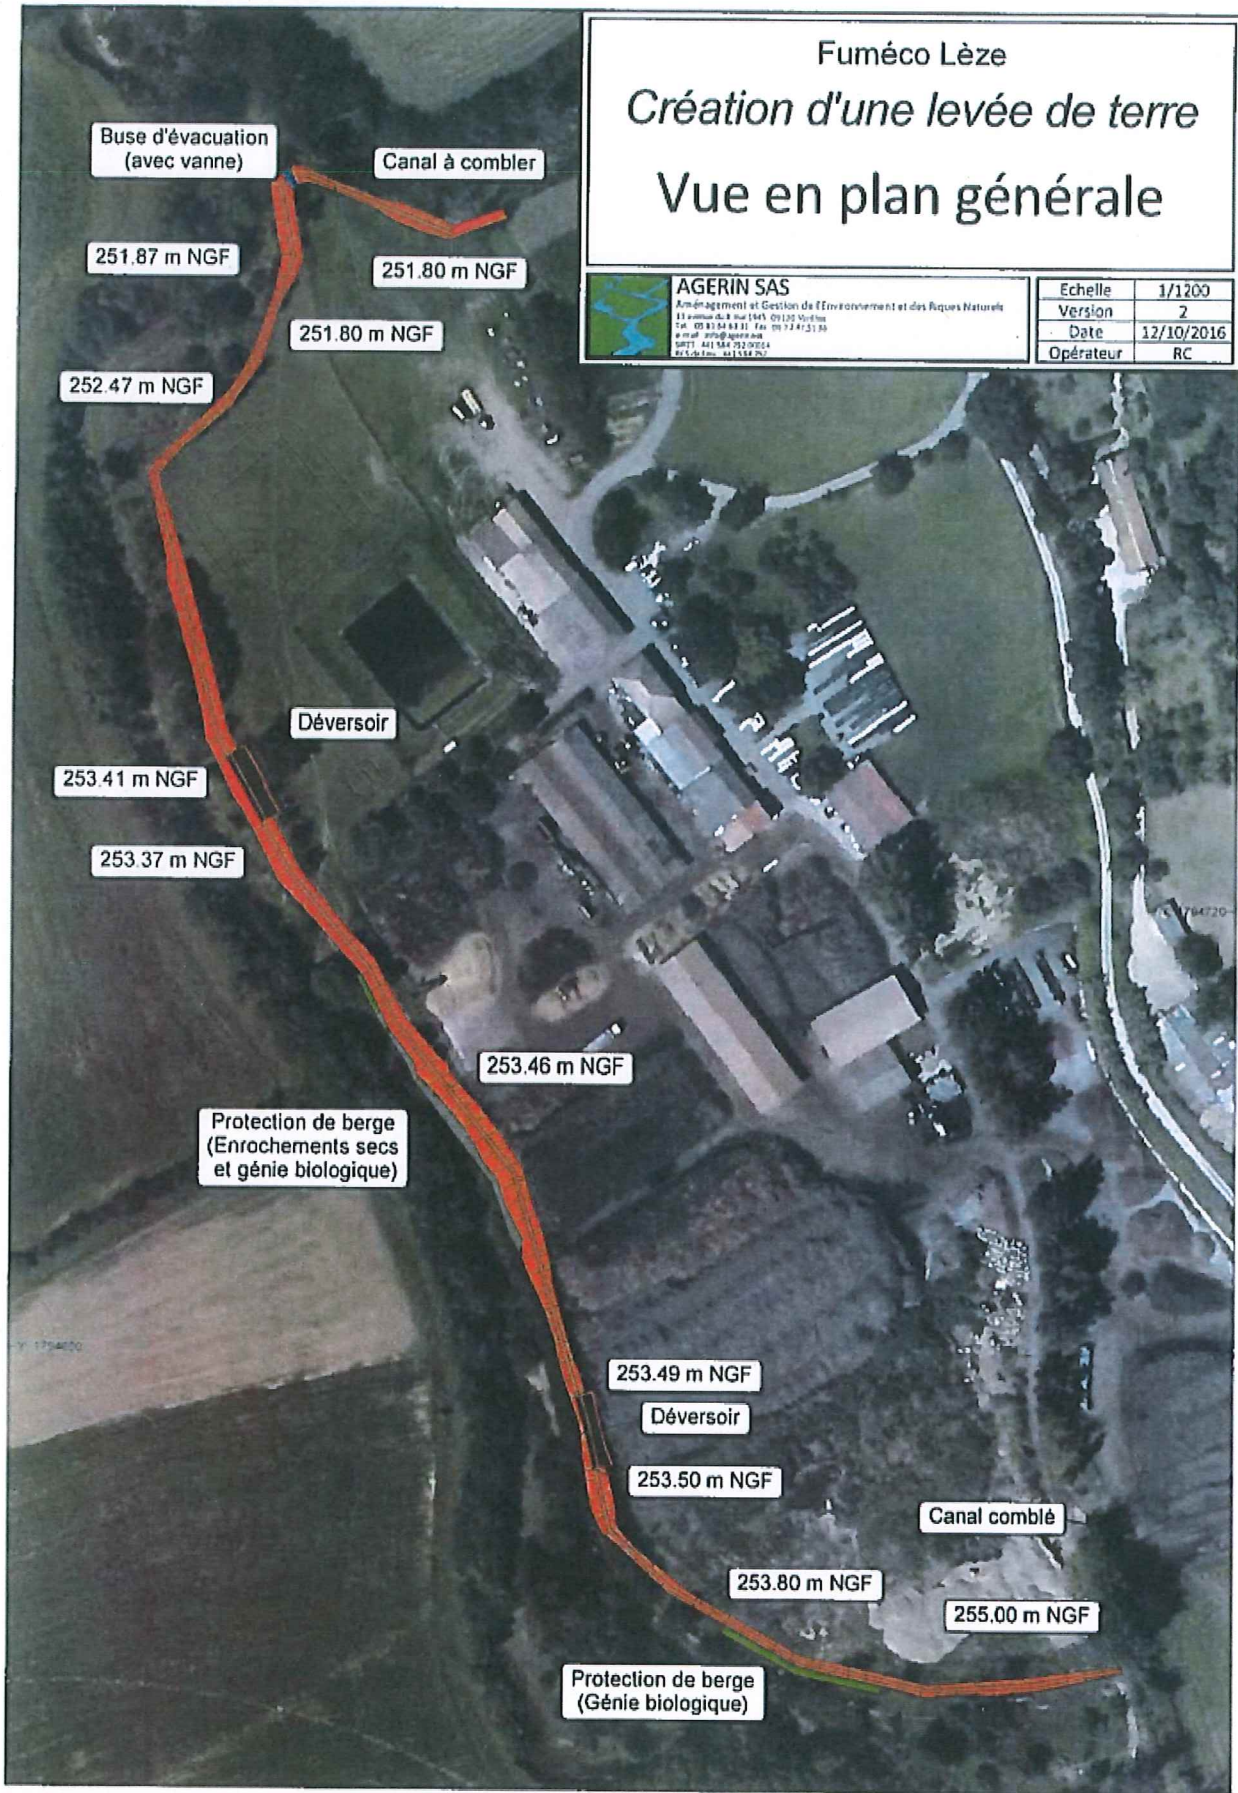 Fuméco Lèze
Création d'une levée de terre
Vue en plan générale
AGERIN SAS
Aménagement et Gestion de l'Environnement et des Risques Naturels
Echelle 1/1200
Version 2
Date 12/10/2016
Opérateur RC
Buse d'évacuation
(avec vanne)
Canal à combler
251.87 m NGF
251.80 m NGF
251.80 m NGF
252.47 m NGF
Déversoir
253.41 m NGF
253.37 m NGF
253.46 m NGF
Protection de berge
(Enrochements secs
et génie biologique)
253.49 m NGF
Déversoir
253.50 m NGF
Canal comblé
253.80 m NGF
255.00 m NGF
Protection de berge
(Génie biologique)